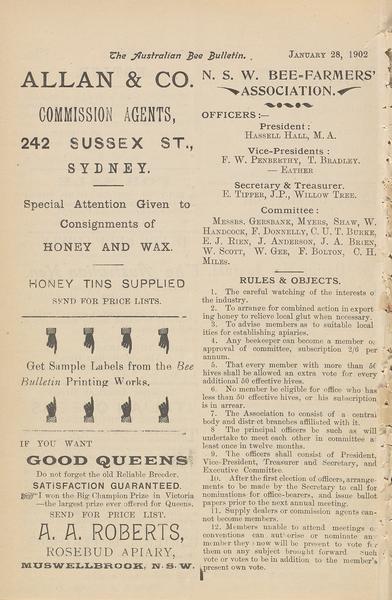 The Australian Bee Bulletin. JANUARY 28, 1902
ALLAN & CO.
COMMISSION AGENTS,
242 SUSSEX ST.,
SYDNEY.
Special Attention Given to
Consignments of
HONEY AND WAX.
HONEY TINS SUPPLIED
SEND FOR PRICE LISTS.
Get Sample Labels from the Bee
Bulletin Printing Works.
IF YOU WANT
GOOD QUEENS
Do not forget the old Reliable Breeder.
SATISFACTION GUARANTEED.
I won the Big Champion Prize in Victoria
—the largest prize ever offered for Queens.
SEND FOR PRICE LIST.
A. A. ROBERTS,
ROSEBUD APIARY,
MUSWELLBROOK, N.S.W.
N. S. W. BEE-FARMERS'
ASSOCIATION.
OFFICERS :—
President :
HASSELL HALL, M.A.
Vice-Presidents :
F. W. PENBERTHY, T. BRADLEY.
— EATHER
Secretary & Treasurer.
E. TIPPER, J.P., WILLOW TREE.
Committee :
MESSRS. GERSBANK, MYERS, SHAW, W.
HANDCOCK, F. DONNELLY, C. U. T. BURKE,
E. J. RIEN, J. ANDERSON, J. A. BRIEN,
W. SCOTT, W. GEE, F. BOLTON, C. H.
MILES.
RULES & OBJECTS.
1. The careful watching of the interests of
the industry.
2. To arrange for combined action in export
ing honey to relieve local glut when necessary.
3. To advise members as to suitable local
ities for establishing apiaries.
4. Any beekeeper can become a member on
approval of committee, subscription 2/6 per
annum.
5. That every member with more than 50
hives shall be allowed an extra vote for every
additional 50 effective hives.
6. No member be eligible for office who has
less than 50 effective hives, or his subscription
is in arrear.
7. The Association to consist of a central
body and district branches affiliated with it.
8 The principal officers be such as will
undertake to meet each other in committee at
least once in twelve months.
9. The officers shall consist of President,
Vice-President, Treasurer and Secretary, and
Executive Committee.
10. After the first election of officers, arrange-
ments to be made by the Secretary to call for
nominations for office-bearers, and issue ballot
papers prior to the next annual meeting.
11. Supply dealers or commission agents can-
not become members.
12. Members unable to attend meetings or
conventions can authorise or nominate any
member they know will be present to vote for
them on any subject brought forward Such
vote or votes to be in addition to the member's
present own vote.